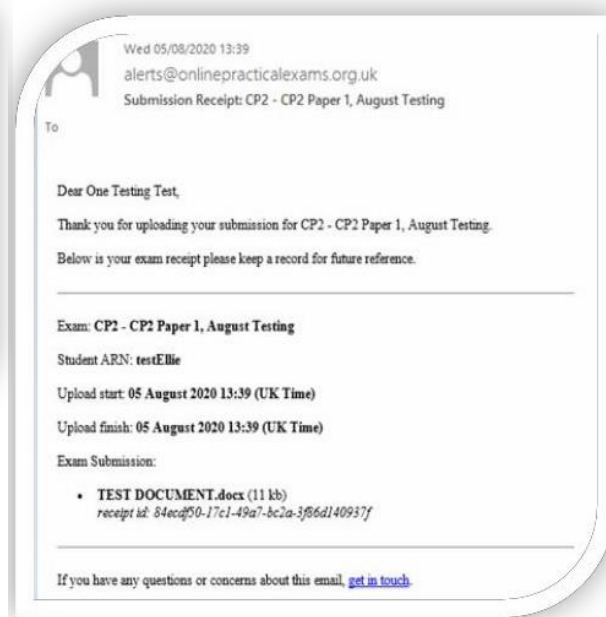 Wed 05/08/2020 13:39
alerts@onlinepracticalexams.org.uk
Submission Receipt: CP2 - CP2 Paper 1, August Testing
To
Dear One Testing Test,
Thank you for uploading your submission for CP2 - CP2 Paper 1, August Testing.
Below is your exam receipt please keep a record for future reference.
Exam: CP2 - CP2 Paper 1, August Testing
Student ARN: testEllie
Upload start: 05 August 2020 13:39 (UK Time)
Upload finish: 05 August 2020 13:39 (UK Time)
Exam Submission:
• TEST DOCUMENT.docx (11 kb)
receipt id: 84ecdf50-17c1-49a7-bc2a-3f86d140937f
If you have any questions or concerns about this email, get in touch.